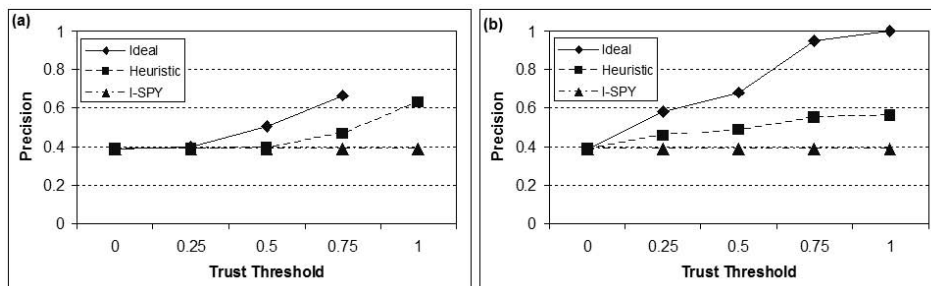 (a)
1
Ideal
Heuristic
I-SPY
0.8
0.6
0.4
0.2
0
Precision
0 0.25 0.5 0.75 1
Trust Threshold
(b)
1
Ideal
Heuristic
I-SPY
0.8
0.6
0.4
0.2
0
Precision
0 0.25 0.5 0.75 1
Trust Threshold